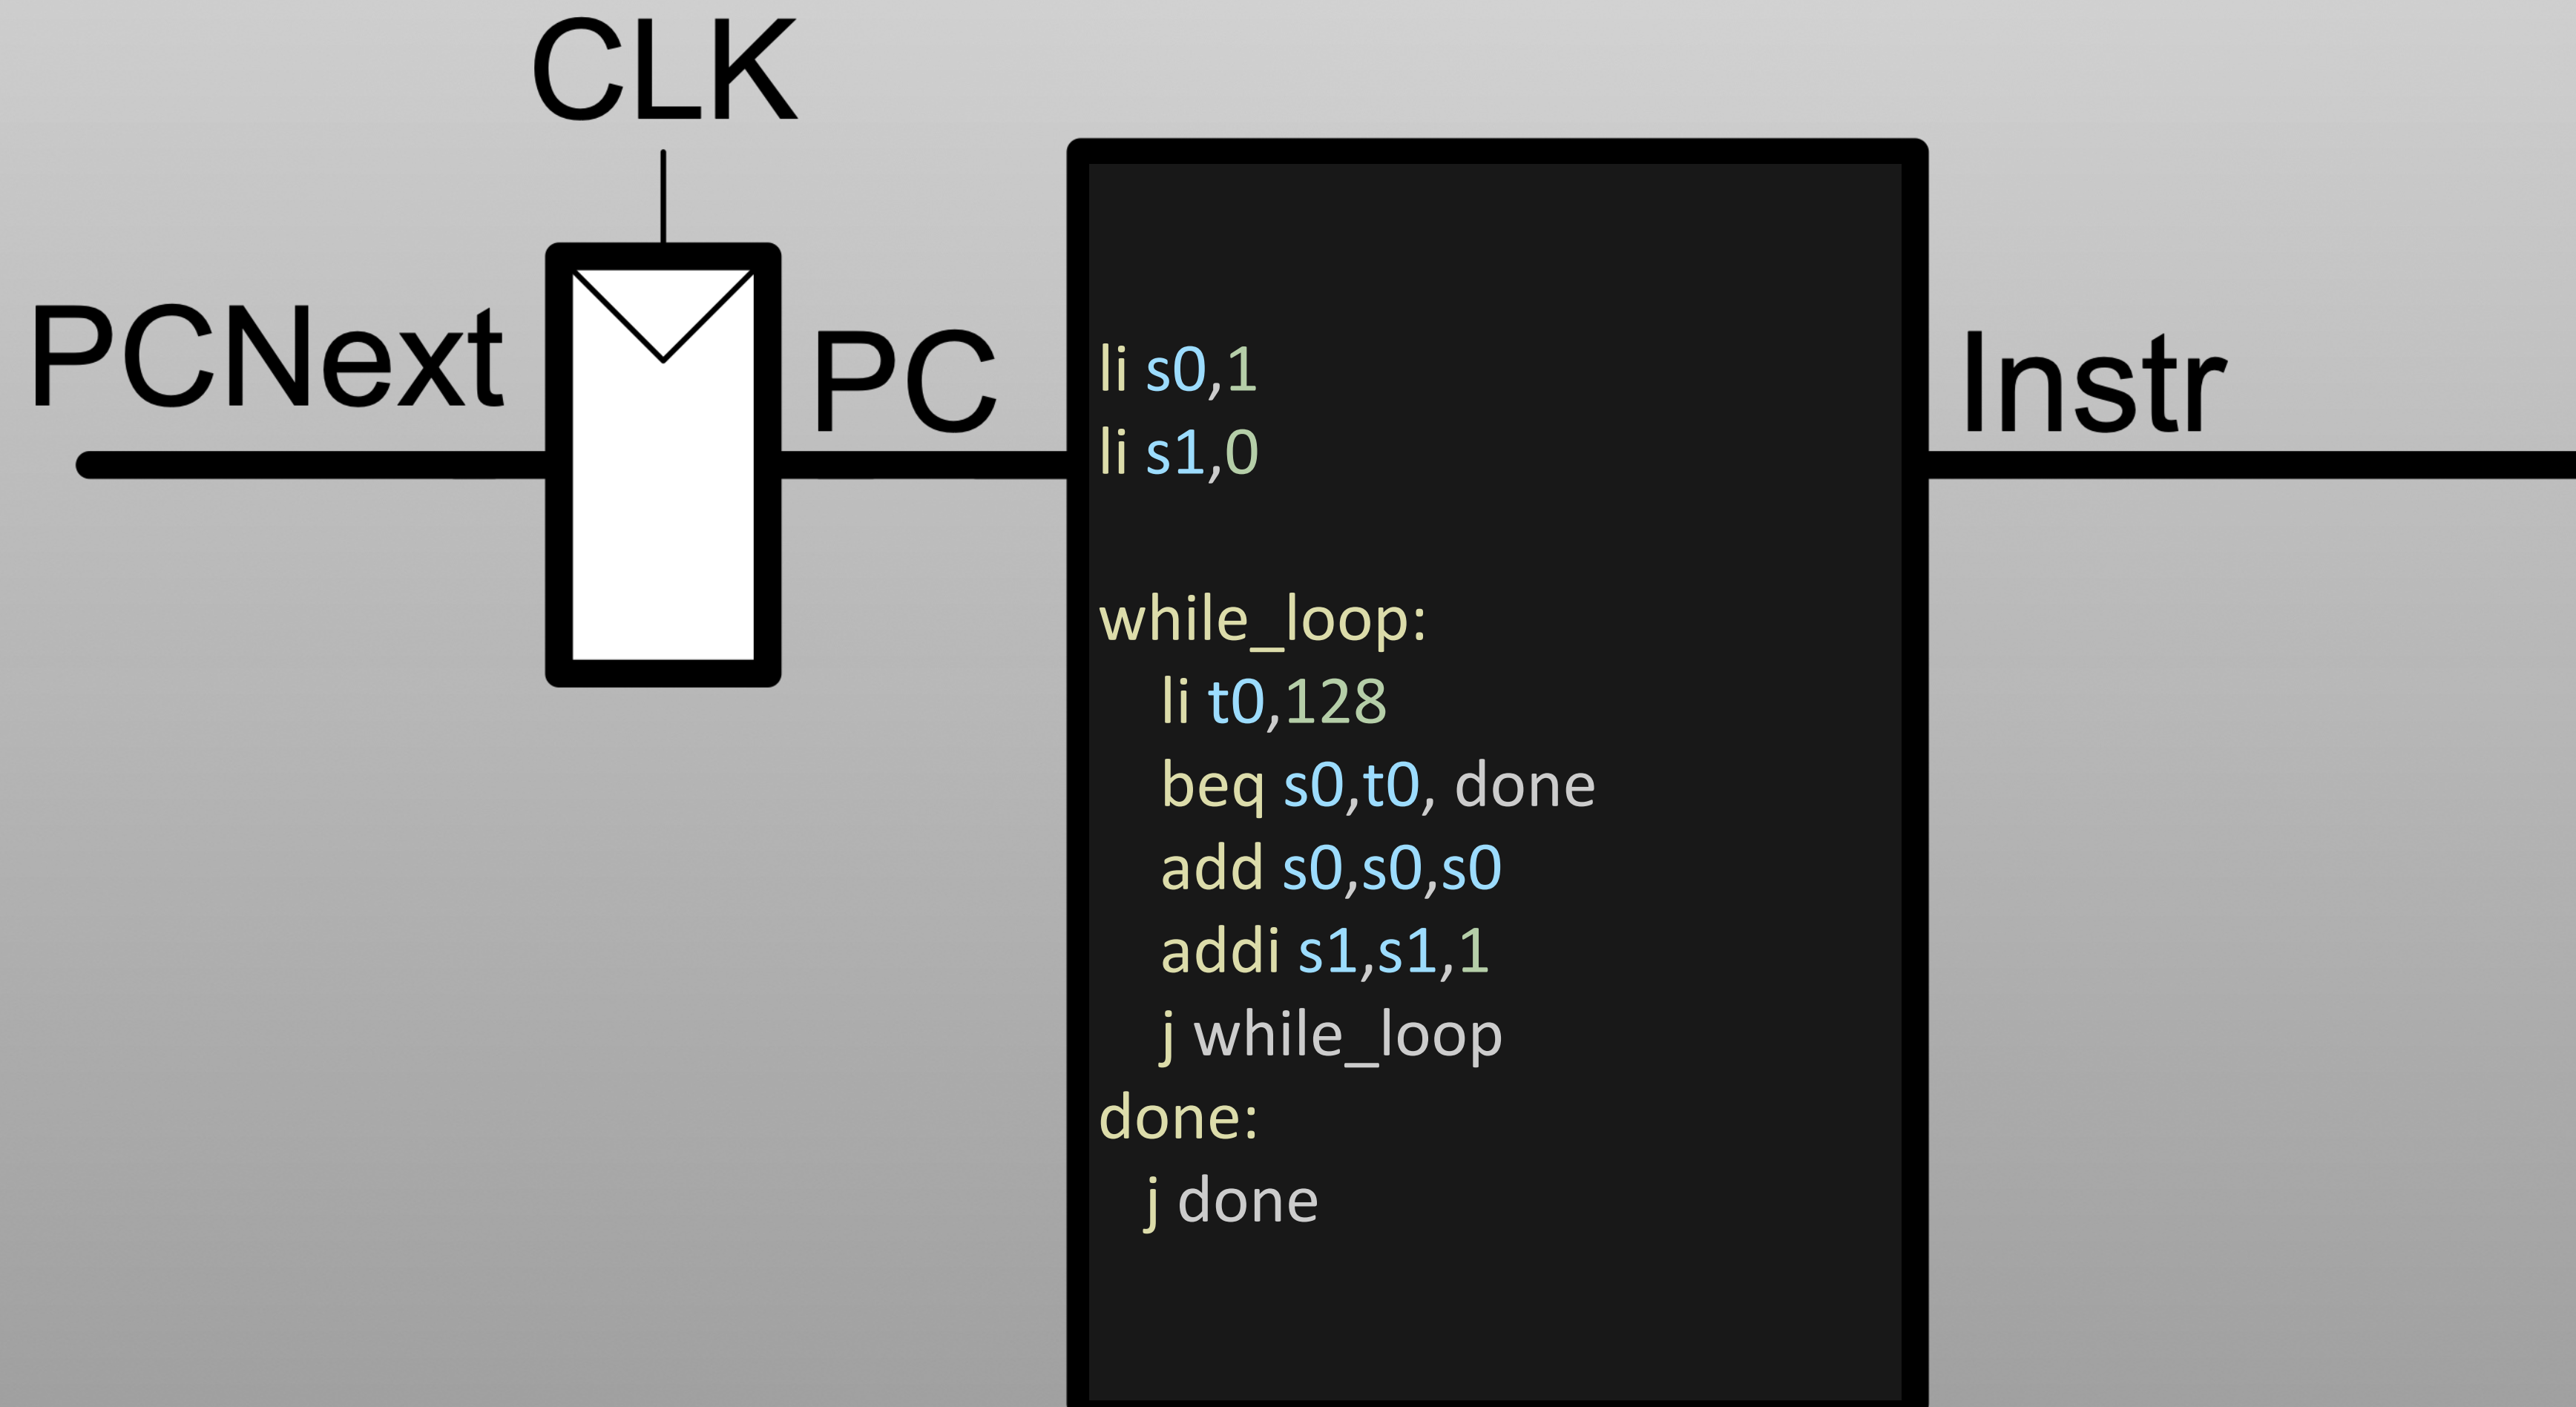 CLK
PCNext
PC
Instr
li s0,1
li s1,0
while_loop:
li t0,128
beq s0,t0, done
add s0,s0,s0
addi s1,s1,1
j while_loop
done:
j done